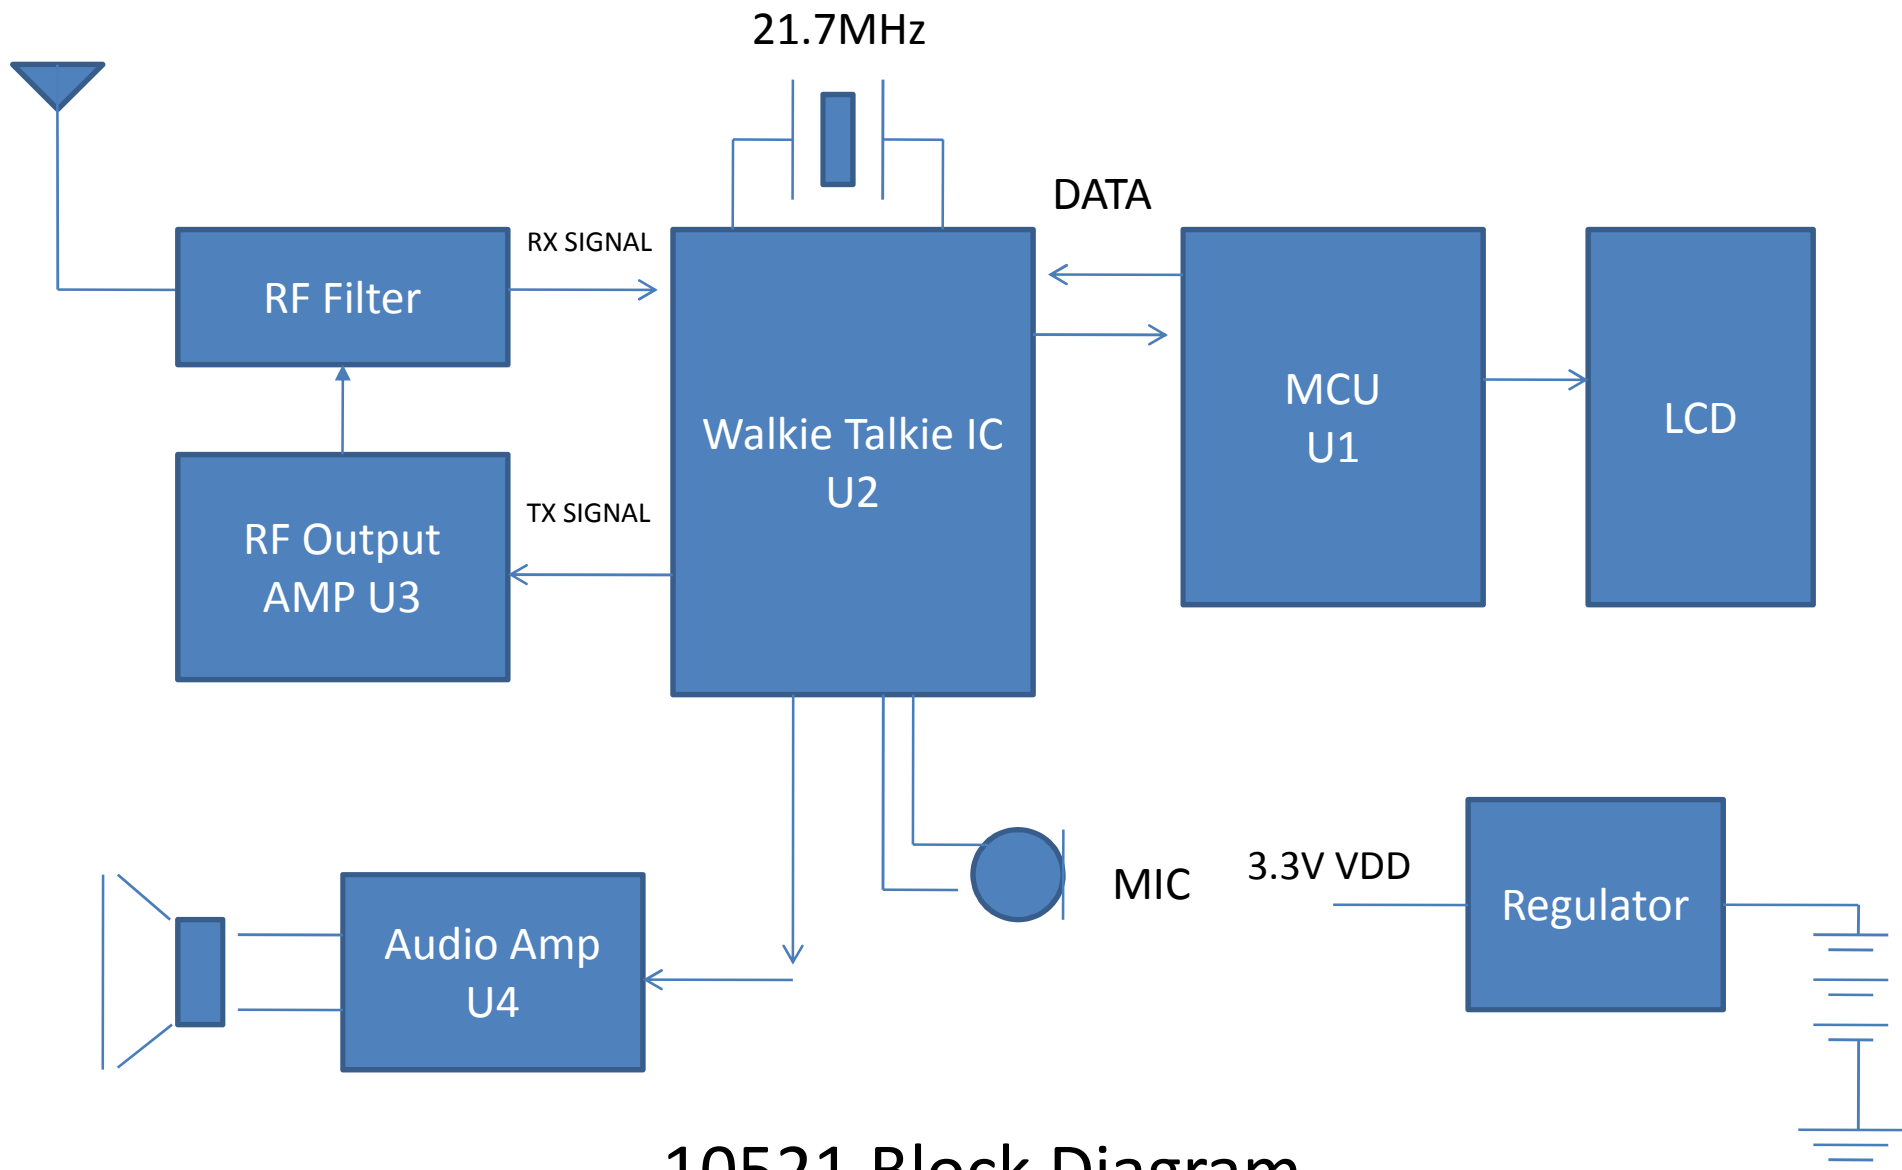 21.7MHz
DATA
RF Filter
RX SIGNAL
Walkie Talkie IC
U2
MCU
U1
LCD
RF Output
AMP U3
TX SIGNAL
Audio Amp
U4
MIC
3.3V VDD
Regulator
10521 Block Diagram